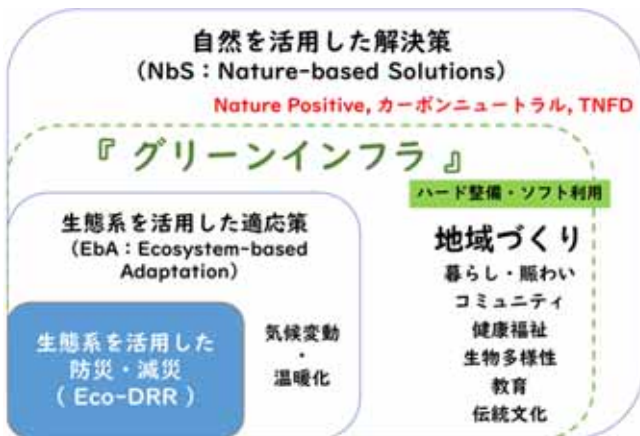 自然を活用した解決策
(NbS:Nature-based Solutions)
Nature Positive, カーボンニュートラル, TNFD
『 グリーンインフラ 』
ハード整備・ソフト利用
生態系を活用した適応策
(EbA:Ecosystem-based
Adaptation)
生態系を活用した
防災・減災
( Eco-DRR )
気候変動
・
温暖化
地域づくり
暮らし・賑わい
コミュニティ
健康福祉
生物多様性
教育
伝統文化